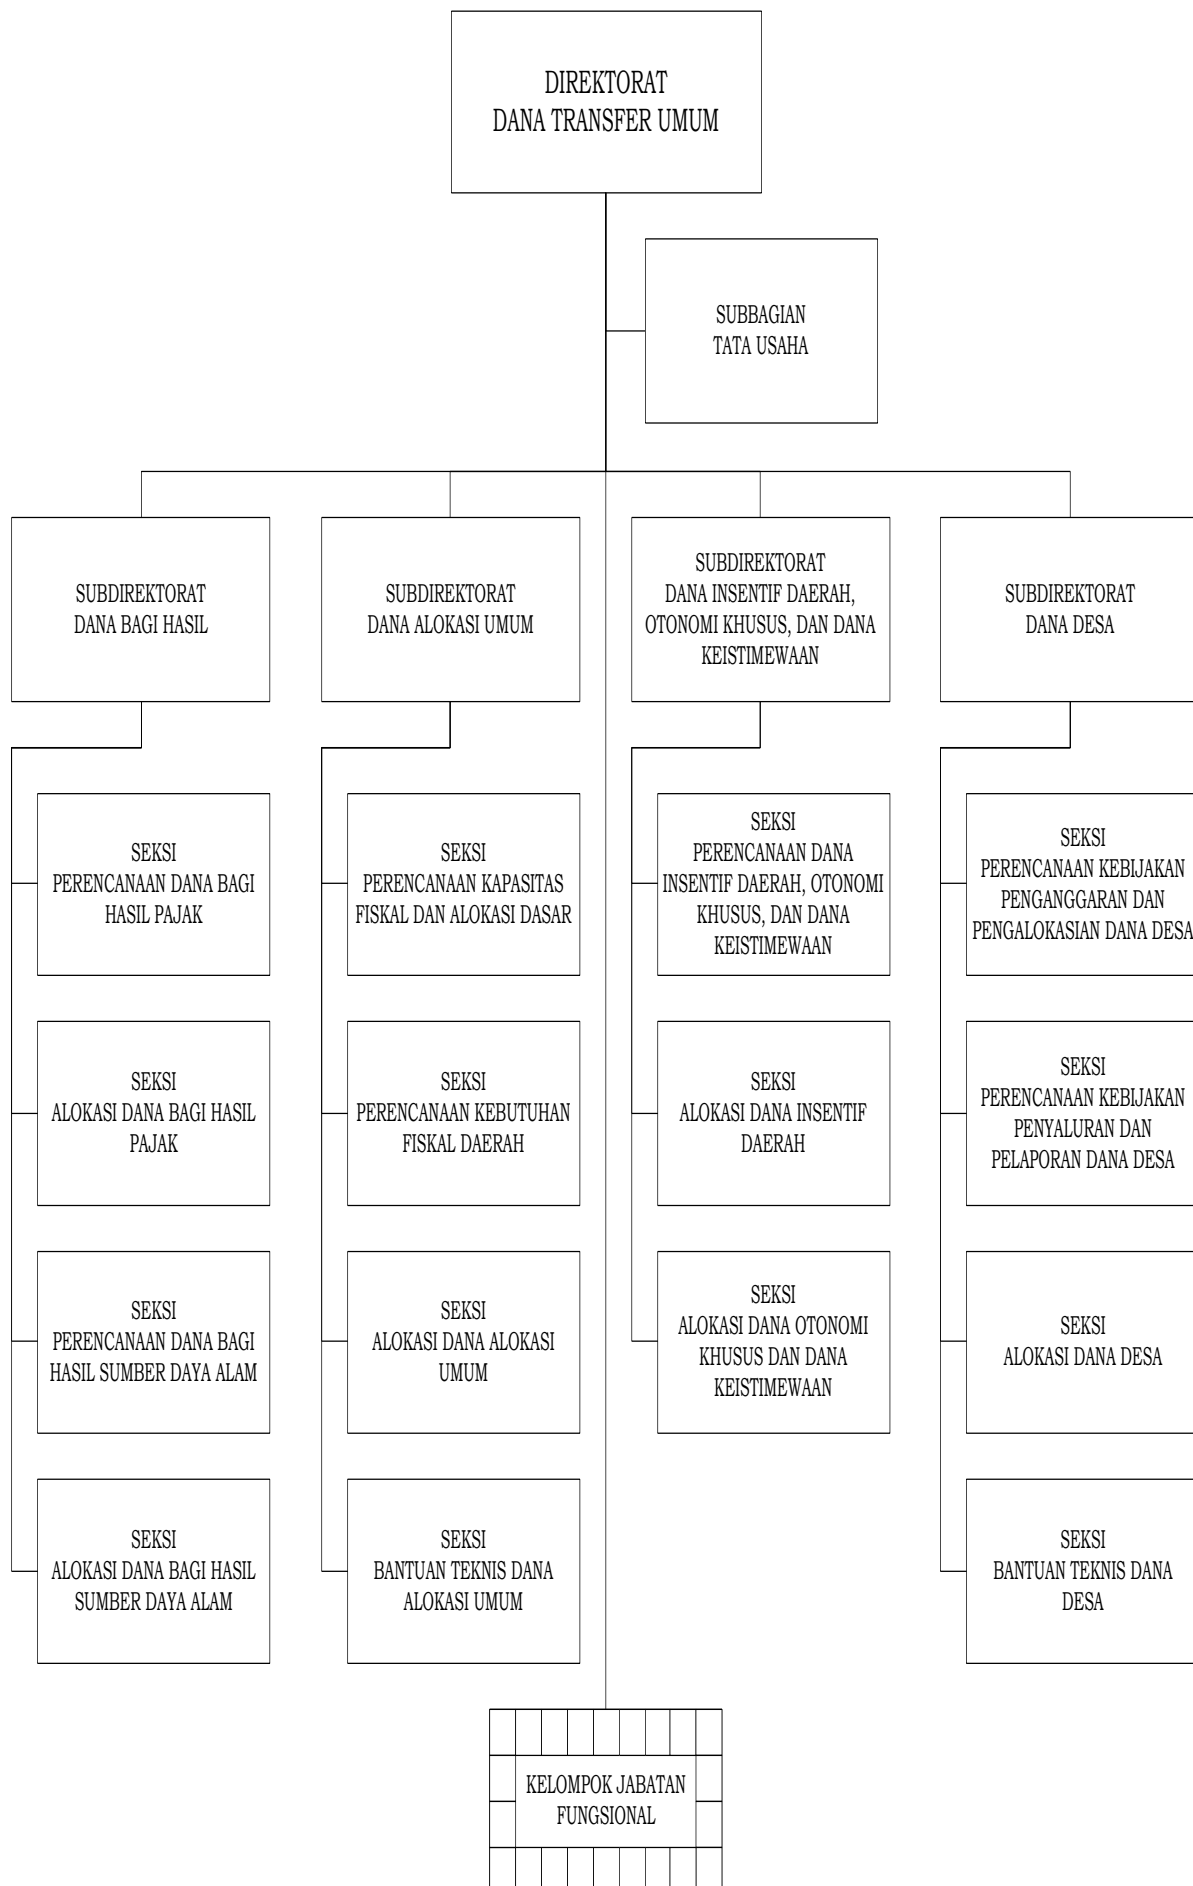 DIREKTORAT
DANA TRANSFER UMUM
SUBBAGIAN
TATA USAHA
SUBDIREKTORAT
DANA BAGI HASIL
SUBDIREKTORAT
DANA ALOKASI UMUM
SUBDIREKTORAT
DANA INSENTIF DAERAH,
OTONOMI KHUSUS, DAN DANA
KEISTIMEWAAN
SUBDIREKTORAT
DANA DESA
SEKSI
PERENCANAAN DANA BAGI
HASIL PAJAK
SEKSI
PERENCANAAN KAPASITAS
FISKAL DAN ALOKASI DASAR
SEKSI
PERENCANAAN DANA
INSENTIF DAERAH, OTONOMI
KHUSUS, DAN DANA
KEISTIMEWAAN
SEKSI
PERENCANAAN KEBIJAKAN
PENGANGGARAN DAN
PENGALOKASIAN DANA DESA
SEKSI
ALOKASI DANA BAGI HASIL
PAJAK
SEKSI
PERENCANAAN KEBUTUHAN
FISKAL DAERAH
SEKSI
ALOKASI DANA INSENTIF
DAERAH
SEKSI
PERENCANAAN KEBIJAKAN
PENYALURAN DAN
PELAPORAN DANA DESA
SEKSI
PERENCANAAN DANA BAGI
HASIL SUMBER DAYA ALAM
SEKSI
ALOKASI DANA ALOKASI
UMUM
SEKSI
ALOKASI DANA OTONOMI
KHUSUS DAN DANA
KEISTIMEWAAN
SEKSI
ALOKASI DANA DESA
SEKSI
ALOKASI DANA BAGI HASIL
SUMBER DAYA ALAM
SEKSI
BANTUAN TEKNIS DANA
ALOKASI UMUM
SEKSI
BANTUAN TEKNIS DANA
DESA
KELOMPOK JABATAN
FUNGSIONAL